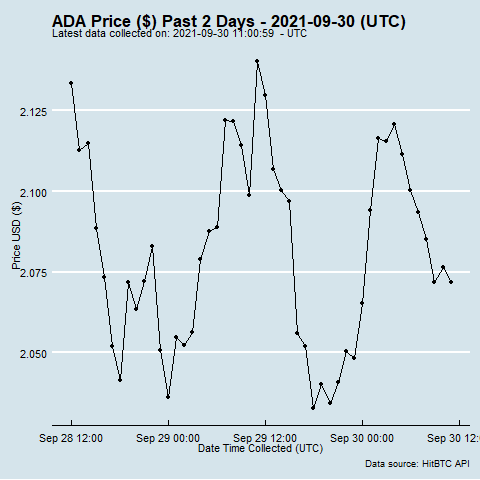 ADA Price ($) Past 2 Days - 2021-09-30 (UTC)
Latest data collected on: 2021-09-30 11:00:59 - UTC
2.125
2.100
2.075
2.050
Price USD ($)
Sep 28 12:00 Sep 29 00:00 Sep 29 12:00 Sep 30 00:00 Sep 30 12:0
Date Time Collected (UTC)
Data source: HitBTC API